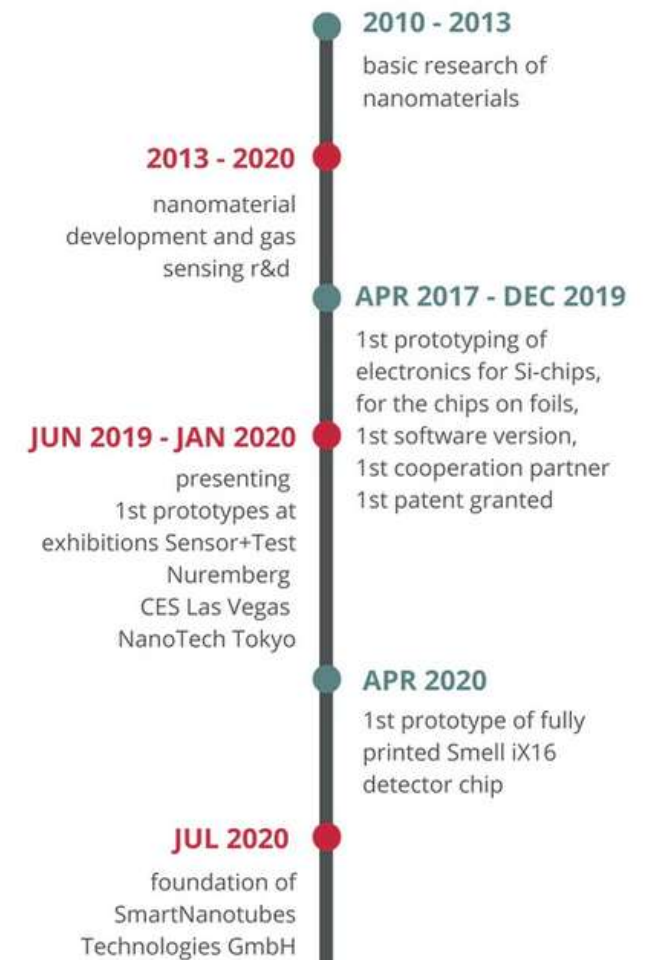 2010 - 2013
basic research of
nanomaterials
2013 - 2020
nanomaterial
development and gas
sensing r&d
APR 2017 - DEC 2019
1st prototyping of
electronics for Si-chips,
for the chips on foils,
1st software version,
1st cooperation partner
1st patent granted
JUN 2019 - JAN 2020
presenting
1st prototypes at
exhibitions Sensor+Test
Nuremberg
CES Las Vegas
NanoTech Tokyo
APR 2020
1st prototype of fully
printed Smell iX16
detector chip
JUL 2020
foundation of
SmartNanotubes
Technologies GmbH